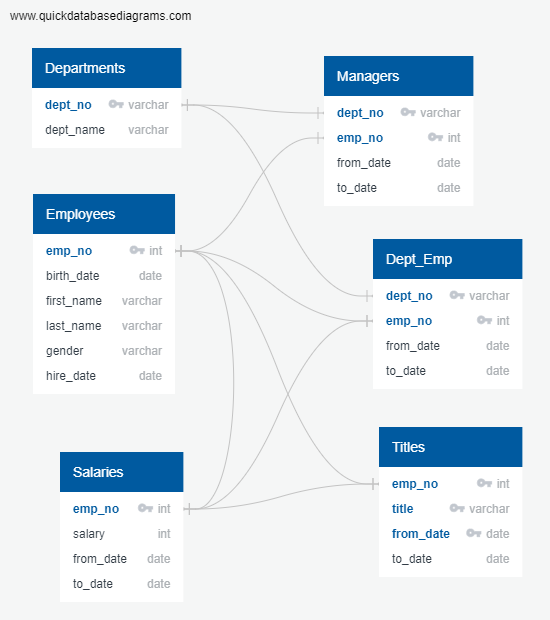 www.quickdatabasediagrams.com
Departments
dept_no varchar
dept_name varchar
Managers
dept_no varchar
emp_no int
from_date date
to_date date
Employees
emp_no int
birth_date date
first_name varchar
last_name varchar
gender varchar
hire_date date
Dept_Emp
dept_no varchar
emp_no int
from_date date
to_date date
Salaries
emp_no int
salary int
from_date date
to_date date
Titles
emp_no int
title varchar
from_date date
to_date date